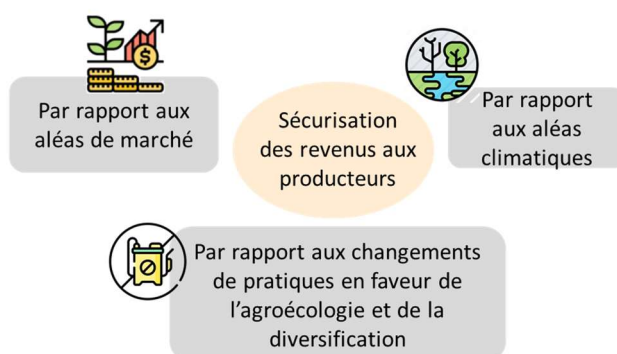 Par rapport aux
aléas de marché
Sécurisation
des revenus aux
producteurs
Par rapport
aux aléas
climatiques
Par rapport aux changements
de pratiques en faveur de
l’agroécologie et de la
diversification